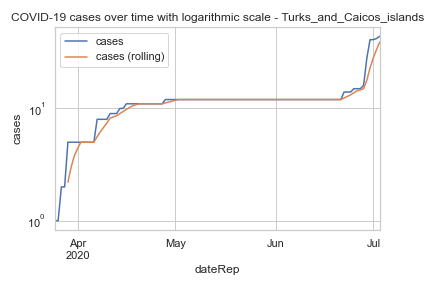 COVID-19 cases over time with logarithmic scale - Turks_and_Caicos_islands
cases
cases (rolling)
10¹
10⁰
cases
Apr
2020
May
Jun
Jul
dateRep